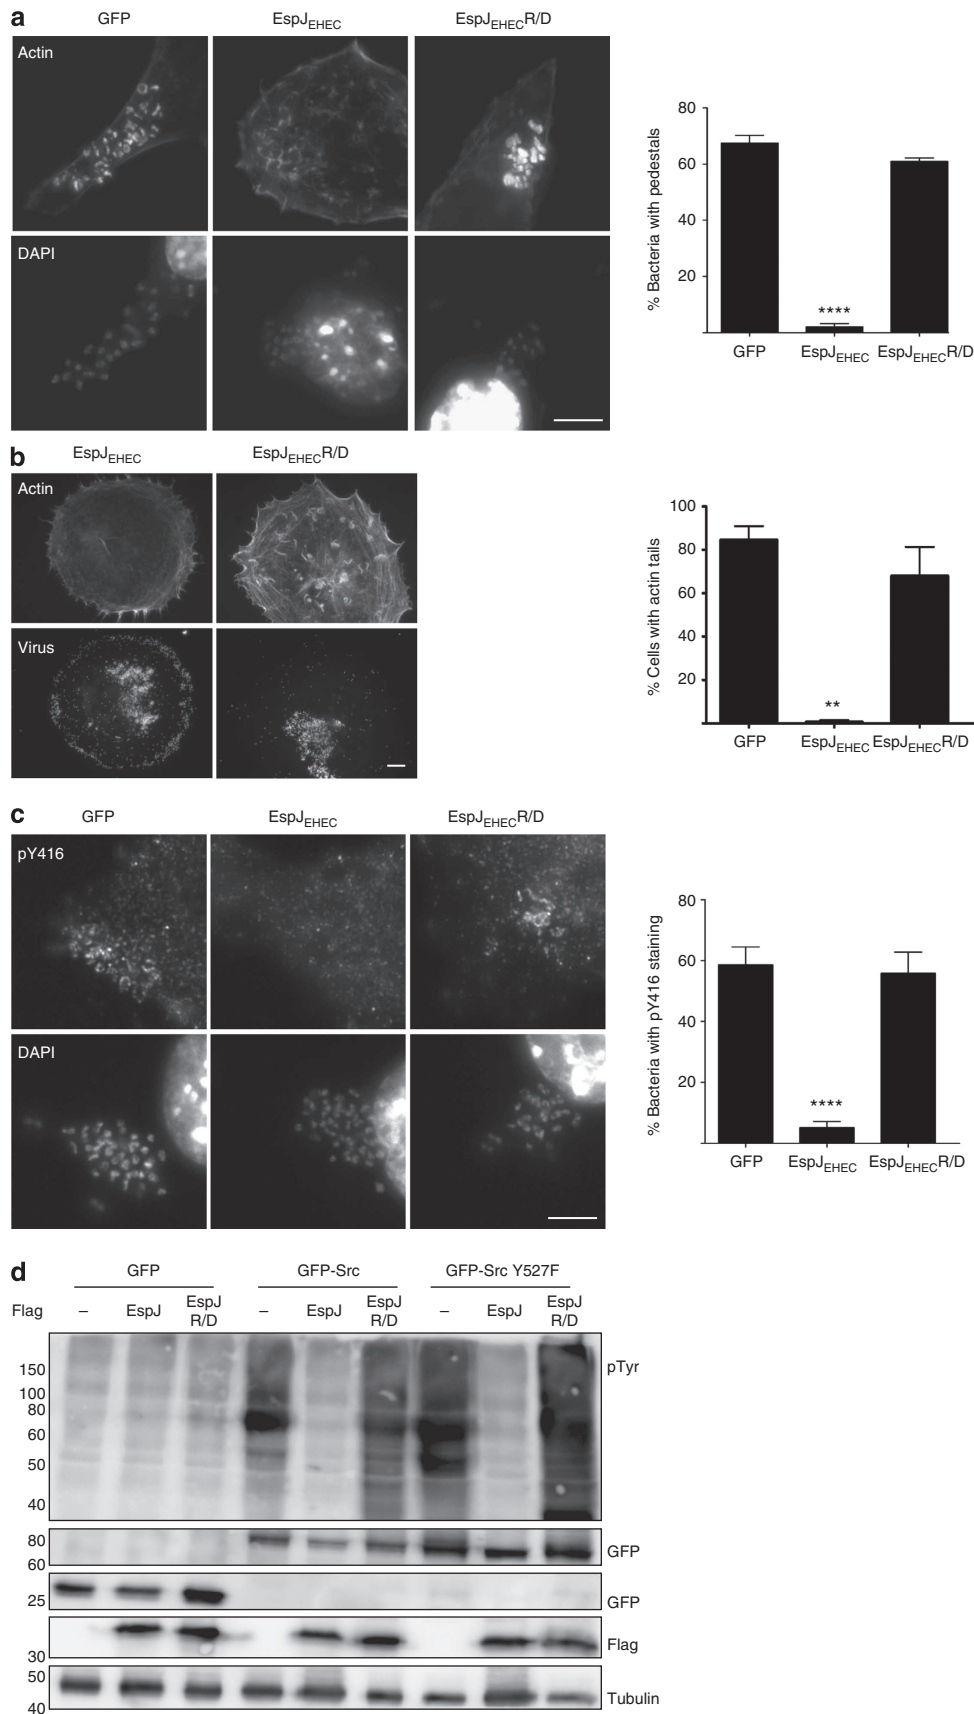 a
GFP EspJEHEC EspJEHECR/D
Actin
DAPI
% Bacteria with pedestals
80
60
40
20
****
GFP EspJEHEC EspJEHECR/D
b
EspJEHEC EspJEHECR/D
Actin
Virus
% Cells with actin tails
100
80
60
40
20
**
GFP EspJEHEC EspJEHECR/D
c
GFP EspJEHEC EspJEHECR/D
pY416
DAPI
% Bacteria with pY416 staining
80
60
40
20
****
GFP EspJEHEC EspJEHECR/D
d
GFP GFP-Src GFP-Src Y527F
Flag – EspJ EspJ R/D – EspJ EspJ R/D – EspJ EspJ R/D
150
100
80
60
50
40
pTyr
80
60
GFP
25
GFP
30
Flag
50
40
Tubulin